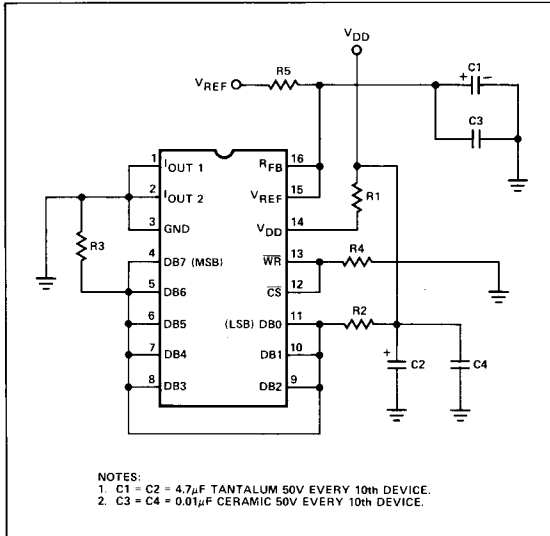 VDD
VREF
R5
C1
+
−
C3
1 IOUT 1
2 IOUT 2
3 GND
4 DB7 (MSB)
5 DB6
6 DB5
7 DB4
8 DB3
RFB 16
VREF 15
VDD 14
WR 13
CS 12
(LSB) DB0 11
DB1 10
DB2 9
R1
R3
R4
R2
+
C2
C4
NOTES:
1. C1 = C2 = 4.7µF TANTALUM 50V EVERY 10th DEVICE.
2. C3 = C4 = 0.01µF CERAMIC 50V EVERY 10th DEVICE.